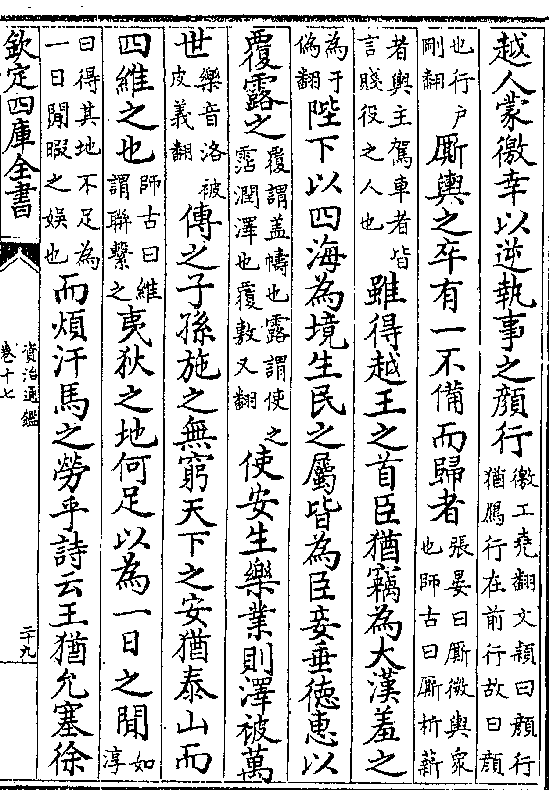 越人蒙徼幸以逆執事之顔行徼工堯翻文穎曰顔行猶鴈行在前行故曰顔
也行户剛翻厮輿之卒有一不備而歸者張晏曰厮微輿衆也師古曰厮析薪
者輿主駕車者皆言賤役之人也雖得越王之首臣猶竊為大漢羞之
為于偽翻陛下以四海為境生民之屬皆為臣妾垂徳惠以
覆露之覆謂盖幬也露謂使之霑潤澤也覆敷又翻使安生樂業則澤被萬
世樂音洛被皮義翻傳之子孫施之無窮天下之安猶泰山而
四維之也師古曰維謂聨繫之夷狄之地何足以為一日之閒如淳
曰得其地不足為一日閒暇之娯也而煩汗馬之勞乎詩云王猶允塞徐
欽定四庫全書
資治通鑑
卷十七
二十九